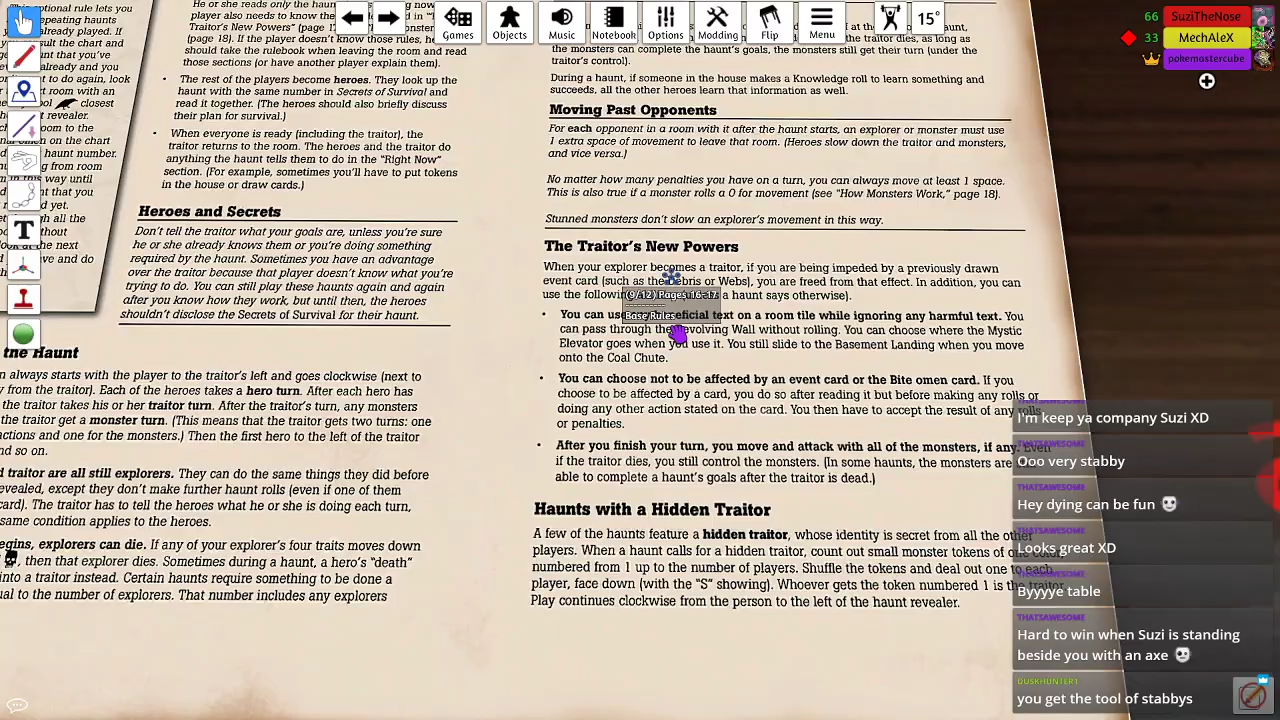 Games
Objects
Music
Notebook
Options
Modding
Flip
Menu
15°
66 SuziTheNose
33 MechAleX
pokemastercube
optional rule lets you
already played. If
closest
revealer.
haunt number.
He or she reads only the haun
player also needs to know the
Traitor's New Powers" (page
(page 18). If the player doesn't know those rules, he
should take the rulebook when leaving the room and read
those sections (or have another player explain them).
The rest of the players become heroes. They look up the
haunt with the same number in Secrets of Survival and
read it together. (The heroes should also briefly discuss
their plan for survival.)
When everyone is ready (including the traitor), the
traitor returns to the room. The heroes and the traitor do
anything the haunt tells them to do in the "Right Now"
section. (For example, sometimes you'll have to put tokens
in the house or draw cards.)
Heroes and Secrets
Don't tell the traitor what your goals are, unless you're sure
he or she already knows them or you're doing something
required by the haunt. Sometimes you have an advantage
over the traitor because that player doesn't know what you're
trying to do. You can still play these haunts again and again
after you know how they work, but until then, the heroes
shouldn't disclose the Secrets of Survival for their haunt.
the Haunt
n always starts with the player to the traitor's left and goes clockwise (next to
y from the traitor). Each of the heroes takes a hero turn. After each hero has
the traitor takes his or her traitor turn. After the traitor's turn, any monsters
the traitor get a monster turn. (This means that the traitor gets two turns: one
actions and one for the monsters.) Then the first hero to the left of the traitor
nd so on.
d traitor are all still explorers. They can do the same things they did before
revealed, except they don't make further haunt rolls (even if one of them
card). The traitor has to tell the heroes what he or she is doing each turn,
same condition applies to the heroes.
egins, explorers can die. If any of your explorer's four traits moves down
, then that explorer dies. Sometimes during a haunt, a hero's "death"
into a traitor instead. Certain haunts require something to be done a
ual to the number of explorers. That number includes any explorers
the monsters can complete the haunt's goals, the monsters still get their turn (under the
traitor's control).
During a haunt, if someone in the house makes a Knowledge roll to learn something and
succeeds, all the other heroes learn that information as well.
Moving Past Opponents
For each opponent in a room with it after the haunt starts, an explorer or monster must use
1 extra space of movement to leave that room. (Heroes slow down the traitor and monsters,
and vice versa.)
No matter how many penalties you have on a turn, you can always move at least 1 space.
This is also true if a monster rolls a 0 for movement (see "How Monsters Work," page 18).
Stunned monsters don't slow an explorer's movement in this way.
The Traitor's New Powers
When your explorer becomes a traitor, if you are being impeded by a previously drawn
event card (such as the Debris or Webs), you are freed from that effect. In addition, you can
use the followin a haunt says otherwise).
(9/12) Pages 16-17
Base Rules
You can use eficial text on a room tile while ignoring any harmful text. You
can pass through the evolving Wall without rolling. You can choose where the Mystic
Elevator goes when you use it. You still slide to the Basement Landing when you move
onto the Coal Chute.
You can choose not to be affected by an event card or the Bite omen card. If you
choose to be affected by a card, you do so after reading it but before making any rolls or
doing any other action stated on the card. You then have to accept the result of any rolls
or penalties.
After you finish your turn, you move and attack with all of the monsters, if any. Even
if the traitor dies, you still control the monsters. (In some haunts, the monsters are
able to complete a haunt's goals after the traitor is dead.)
Haunts with a Hidden Traitor
A few of the haunts feature a hidden traitor, whose identity is secret from all the other
players. When a haunt calls for a hidden traitor, count out small monster tokens of one color,
numbered from 1 up to the number of players. Shuffle the tokens and deal out one to each
player, face down (with the "S" showing). Whoever gets the token numbered 1 is the traitor.
Play continues clockwise from the person to the left of the haunt revealer.
THATSAWESOME
I'm keep ya company Suzi XD
THATSAWESOME
Ooo very stabby
THATSAWESOME
Hey dying can be fun
THATSAWESOME
Looks great XD
THATSAWESOME
Byyyye table
THATSAWESOME
Hard to win when Suzi is standing
beside you with an axe
DUSKHUNTER1
you get the tool of stabbys